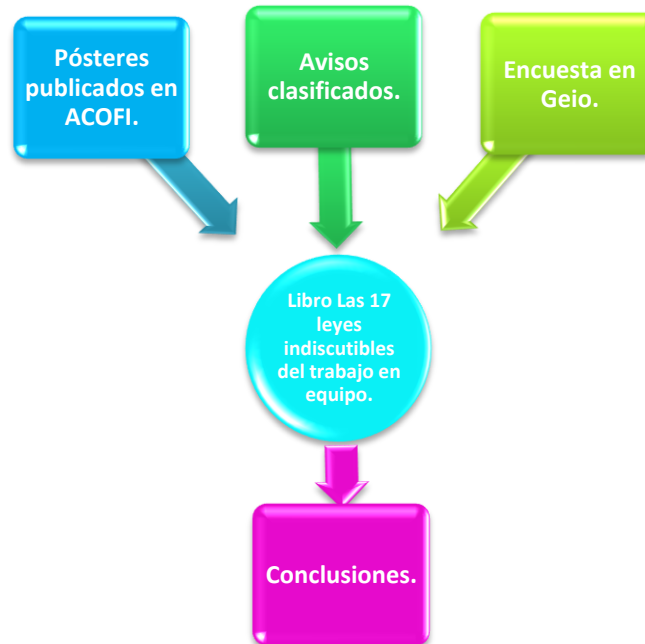 Pósteres
publicados en
ACOFI.
Avisos
clasificados.
Encuesta en
Geio.
Libro Las 17
leyes
indiscutibles
del trabajo en
equipo.
Conclusiones.